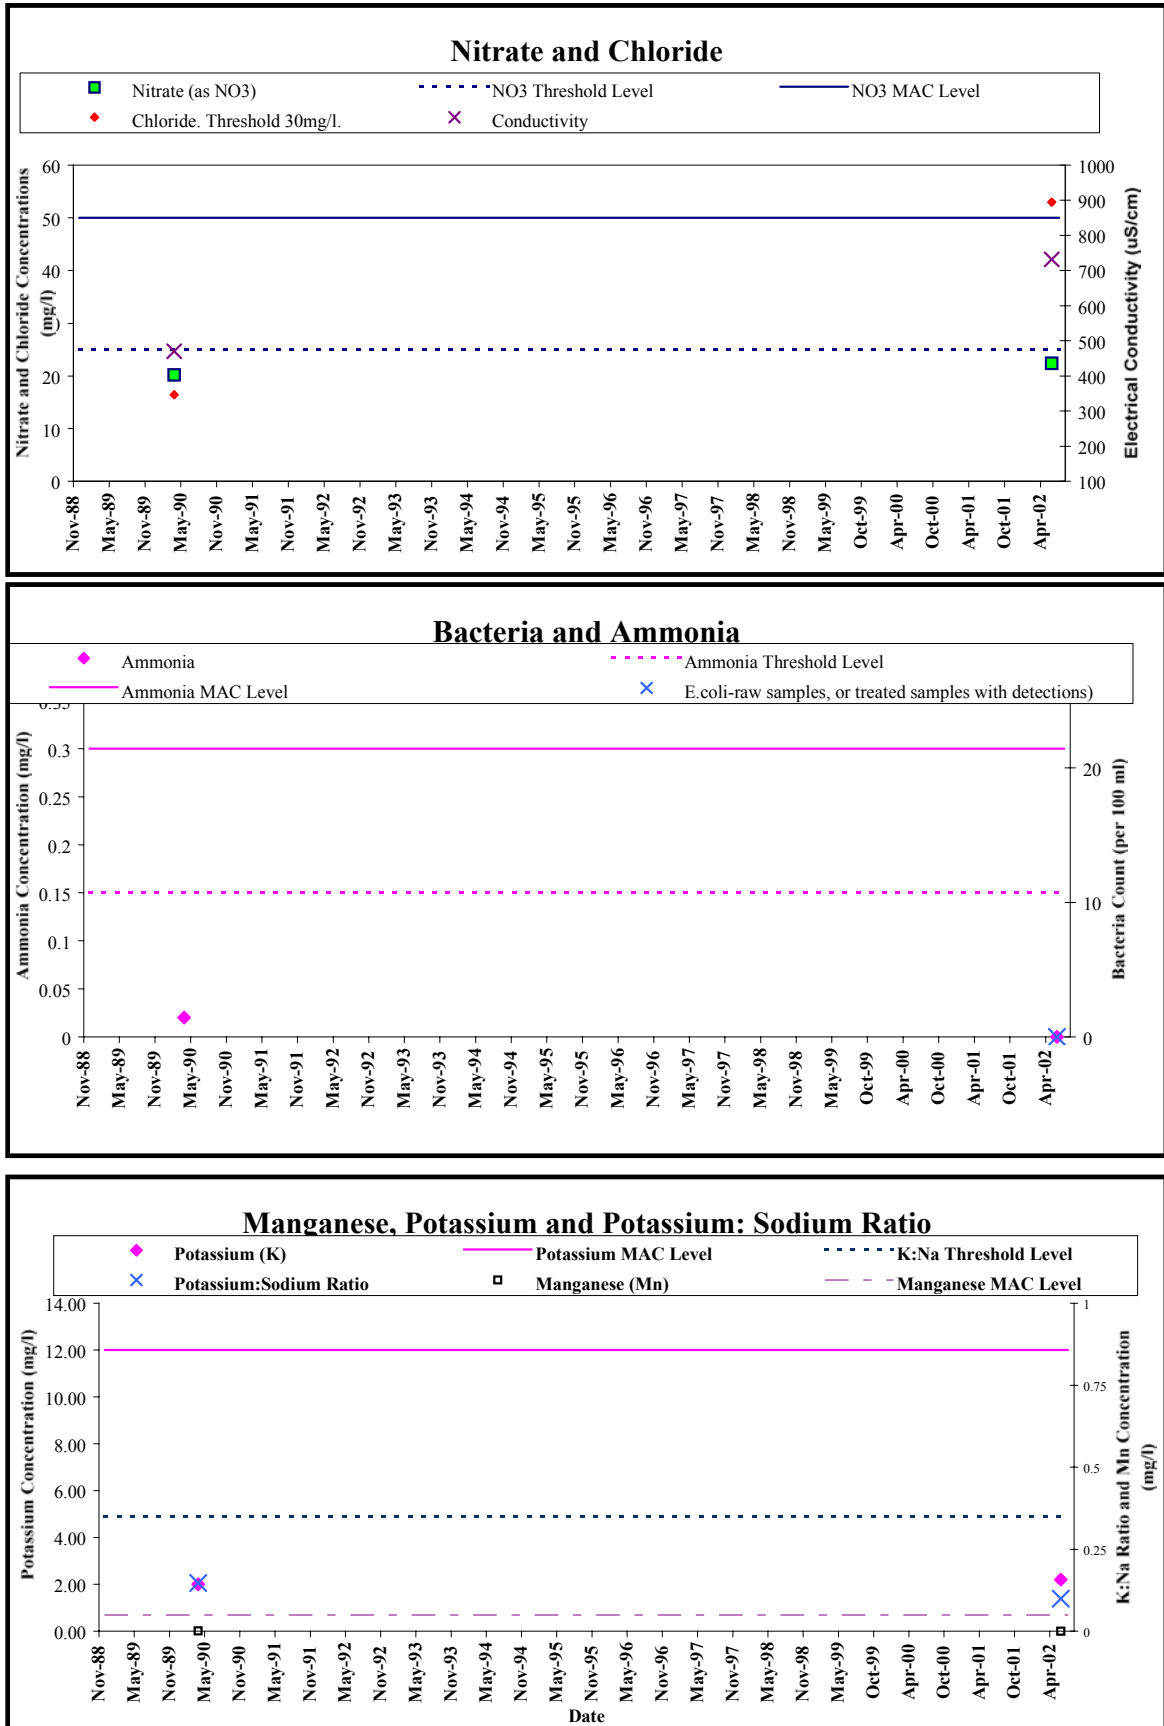 Nitrate and Chloride
Nitrate (as NO3) NO3 Threshold Level NO3 MAC Level
Chloride. Threshold 30mg/l. Conductivity
Nitrate and Chloride Concentrations
(mg/l)
60
50
40
30
20
10
0
1000
900
800
700
600
500
400
300
200
100
Electrical Conductivity (uS/cm)
Nov-88 May-89 Nov-89 May-90 Nov-90 May-91 Nov-91 May-92 Nov-92 May-93 Nov-93 May-94 Nov-94 May-95 Nov-95 May-96 Nov-96 May-97 Nov-97 May-98 Nov-98 May-99 Oct-99 Apr-00 Oct-00 Apr-01 Oct-01 Apr-02
Bacteria and Ammonia
Ammonia Ammonia Threshold Level
Ammonia MAC Level E.coli-raw samples, or treated samples with detections)
Ammonia Concentration (mg/l)
0.35
0.3
0.25
0.2
0.15
0.1
0.05
0
20
10
0
Bacteria Count (per 100 ml)
Nov-88 May-89 Nov-89 May-90 Nov-90 May-91 Nov-91 May-92 Nov-92 May-93 Nov-93 May-94 Nov-94 May-95 Nov-95 May-96 Nov-96 May-97 Nov-97 May-98 Nov-98 May-99 Oct-99 Apr-00 Oct-00 Apr-01 Oct-01 Apr-02
Manganese, Potassium and Potassium: Sodium Ratio
Potassium (K) Potassium MAC Level K:Na Threshold Level
Potassium:Sodium Ratio Manganese (Mn) Manganese MAC Level
Potassium Concentration (mg/l)
14.00
12.00
10.00
8.00
6.00
4.00
2.00
0.00
1
0.75
0.5
0.25
0
K:Na Ratio and Mn Concentration
(mg/l)
Nov-88 May-89 Nov-89 May-90 Nov-90 May-91 Nov-91 May-92 Nov-92 May-93 Nov-93 May-94 Nov-94 May-95 Nov-95 May-96 Nov-96 May-97 Nov-97 May-98 Nov-98 May-99 Oct-99 Apr-00 Oct-00 Apr-01 Oct-01 Apr-02
Date